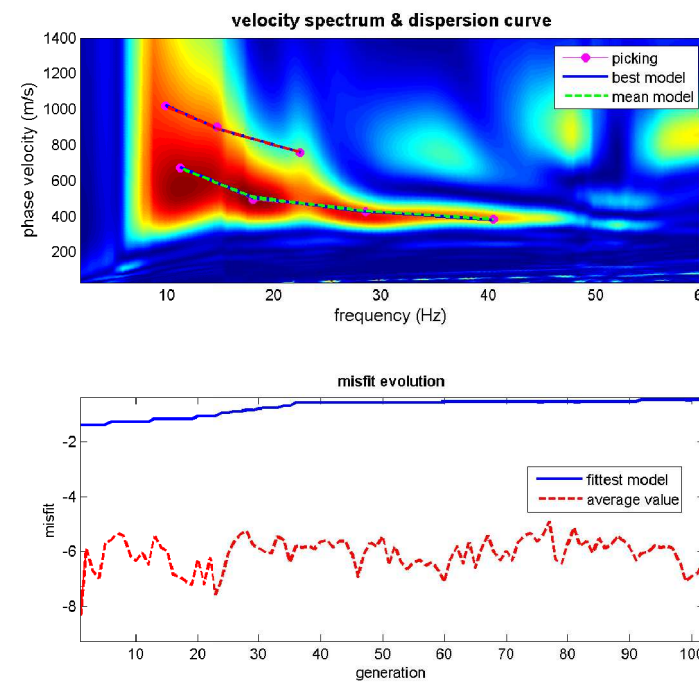 velocity spectrum & dispersion curve
1400
1200
1000
800
600
400
200
phase velocity (m/s)
picking
best model
mean model
10
20
30
40
50
frequency (Hz)
misfit evolution
-2
-4
-6
-8
misfit
fittest model
average value
10
20
30
40
50
60
70
80
90
generation